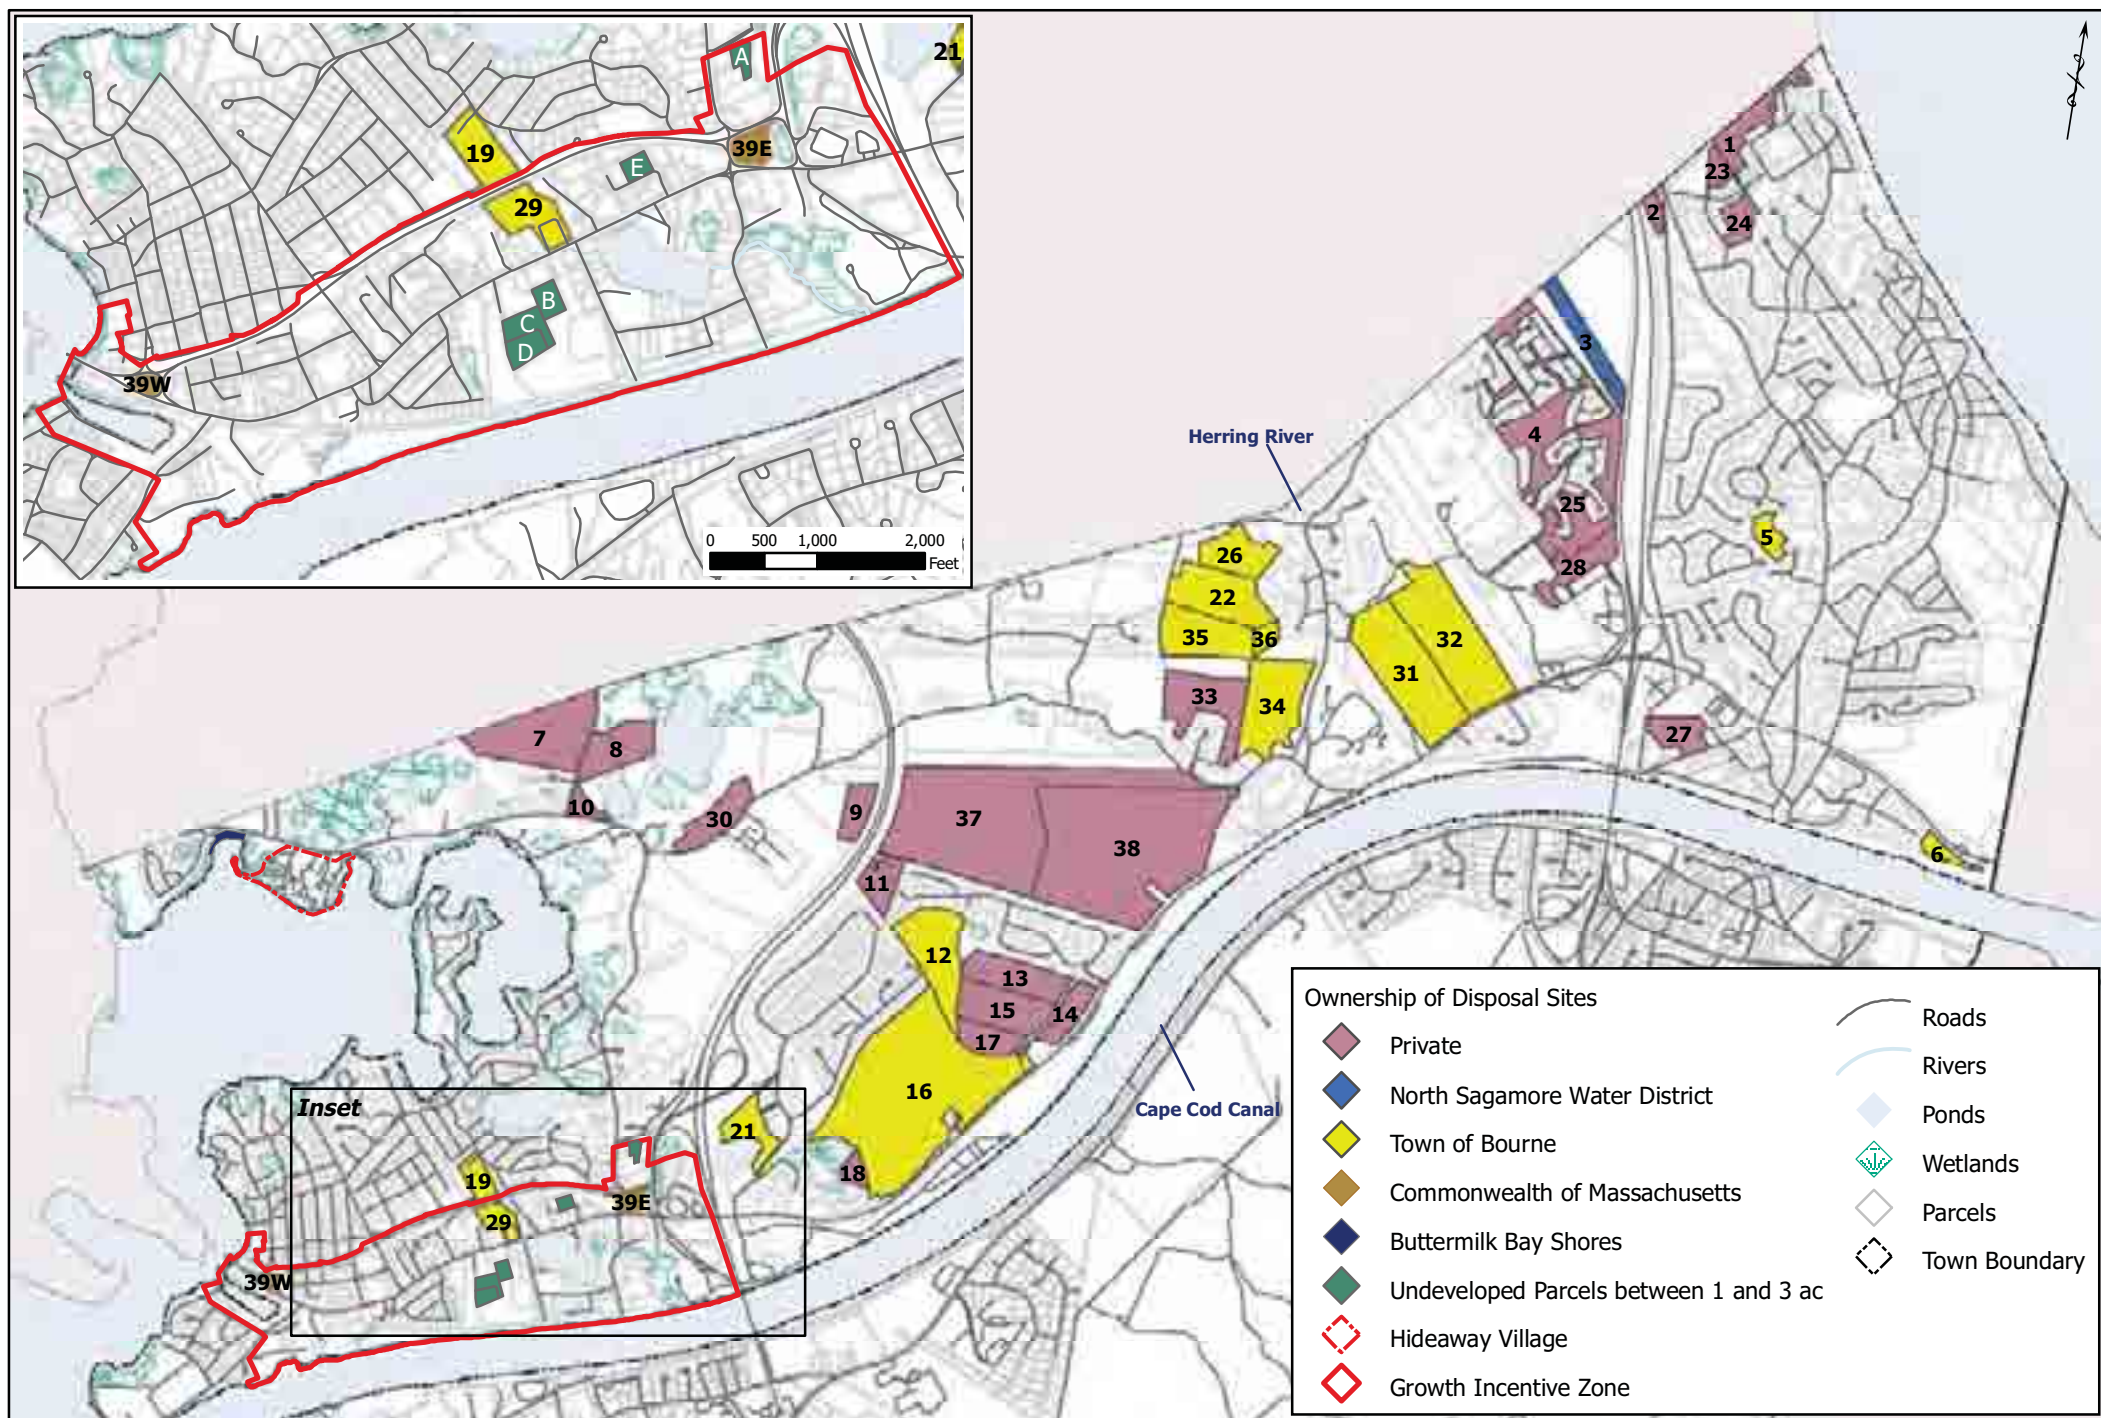 21
A
19
39E
E
29
B
C
D
39W
0 500 1,000 2,000
Feet
1
23
2
24
3
Herring River
4
25
5
26
28
22
35
36
32
31
33
34
7
8
27
10
30
9
37
38
11
6
12
13
15
14
17
16
Cape Cod Canal
Inset
21
18
19
39E
29
39W
Ownership of Disposal Sites
Private
North Sagamore Water District
Town of Bourne
Commonwealth of Massachusetts
Buttermilk Bay Shores
Undeveloped Parcels between 1 and 3 ac
Hideaway Village
Growth Incentive Zone
Roads
Rivers
Ponds
Wetlands
Parcels
Town Boundary